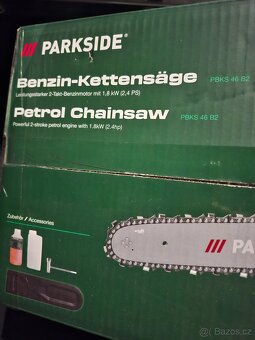 /// PARKSIDE®
Benzin-Kettensäge PBKS 46 B2
Leistungsstarker 2-Takt-Benzinmotor mit 1,8 kW (2,4 PS)
Petrol Chainsaw PBKS 46 B2
Powerful 2-stroke petrol engine with 1.8kW (2.4hp)
Zubehör / Accessories
/// PA
Bazoš.cz